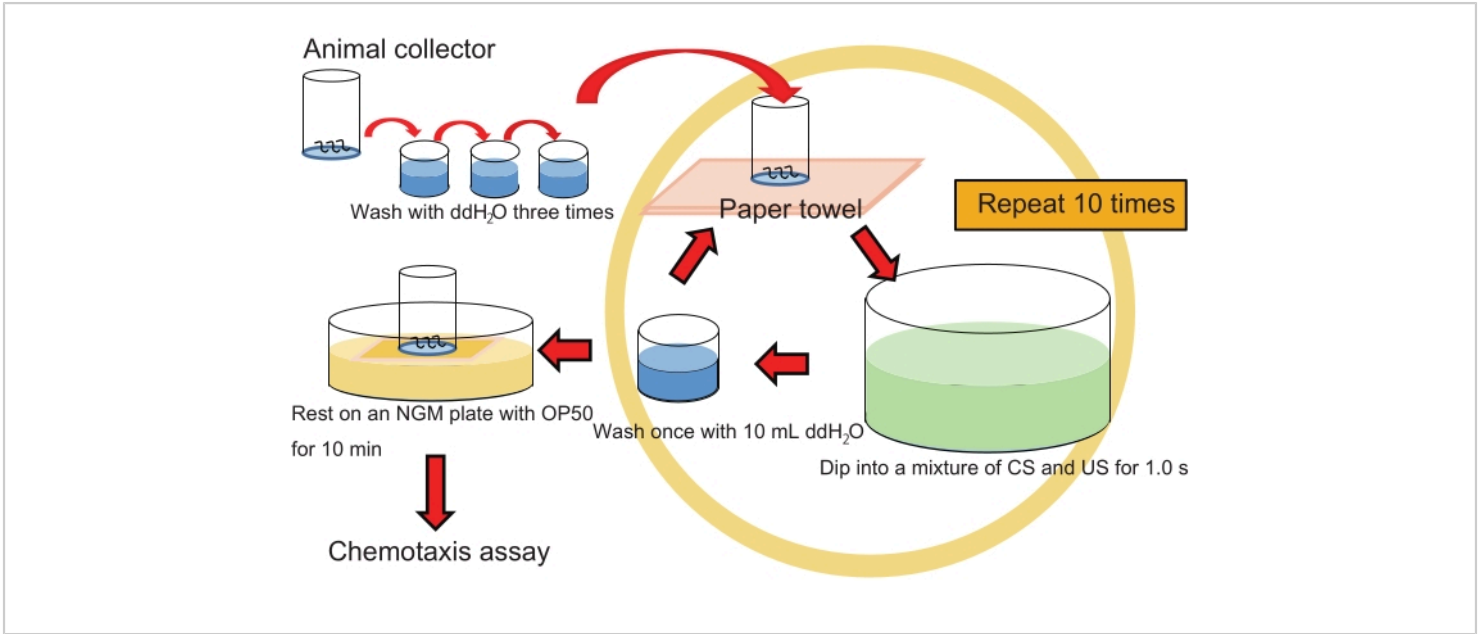 Animal collector
Wash with ddH₂O three times
Paper towel
Repeat 10 times
Dip into a mixture of CS and US for 1.0 s
Wash once with 10 mL ddH₂O
Rest on an NGM plate with OP50
for 10 min
Chemotaxis assay